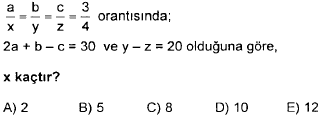 a/x = b/y = c/z = 3/4 orantısında;
2a + b – c = 30 ve y – z = 20 olduğuna göre,
x kaçtır?
A) 2 B) 5 C) 8 D) 10 E) 12